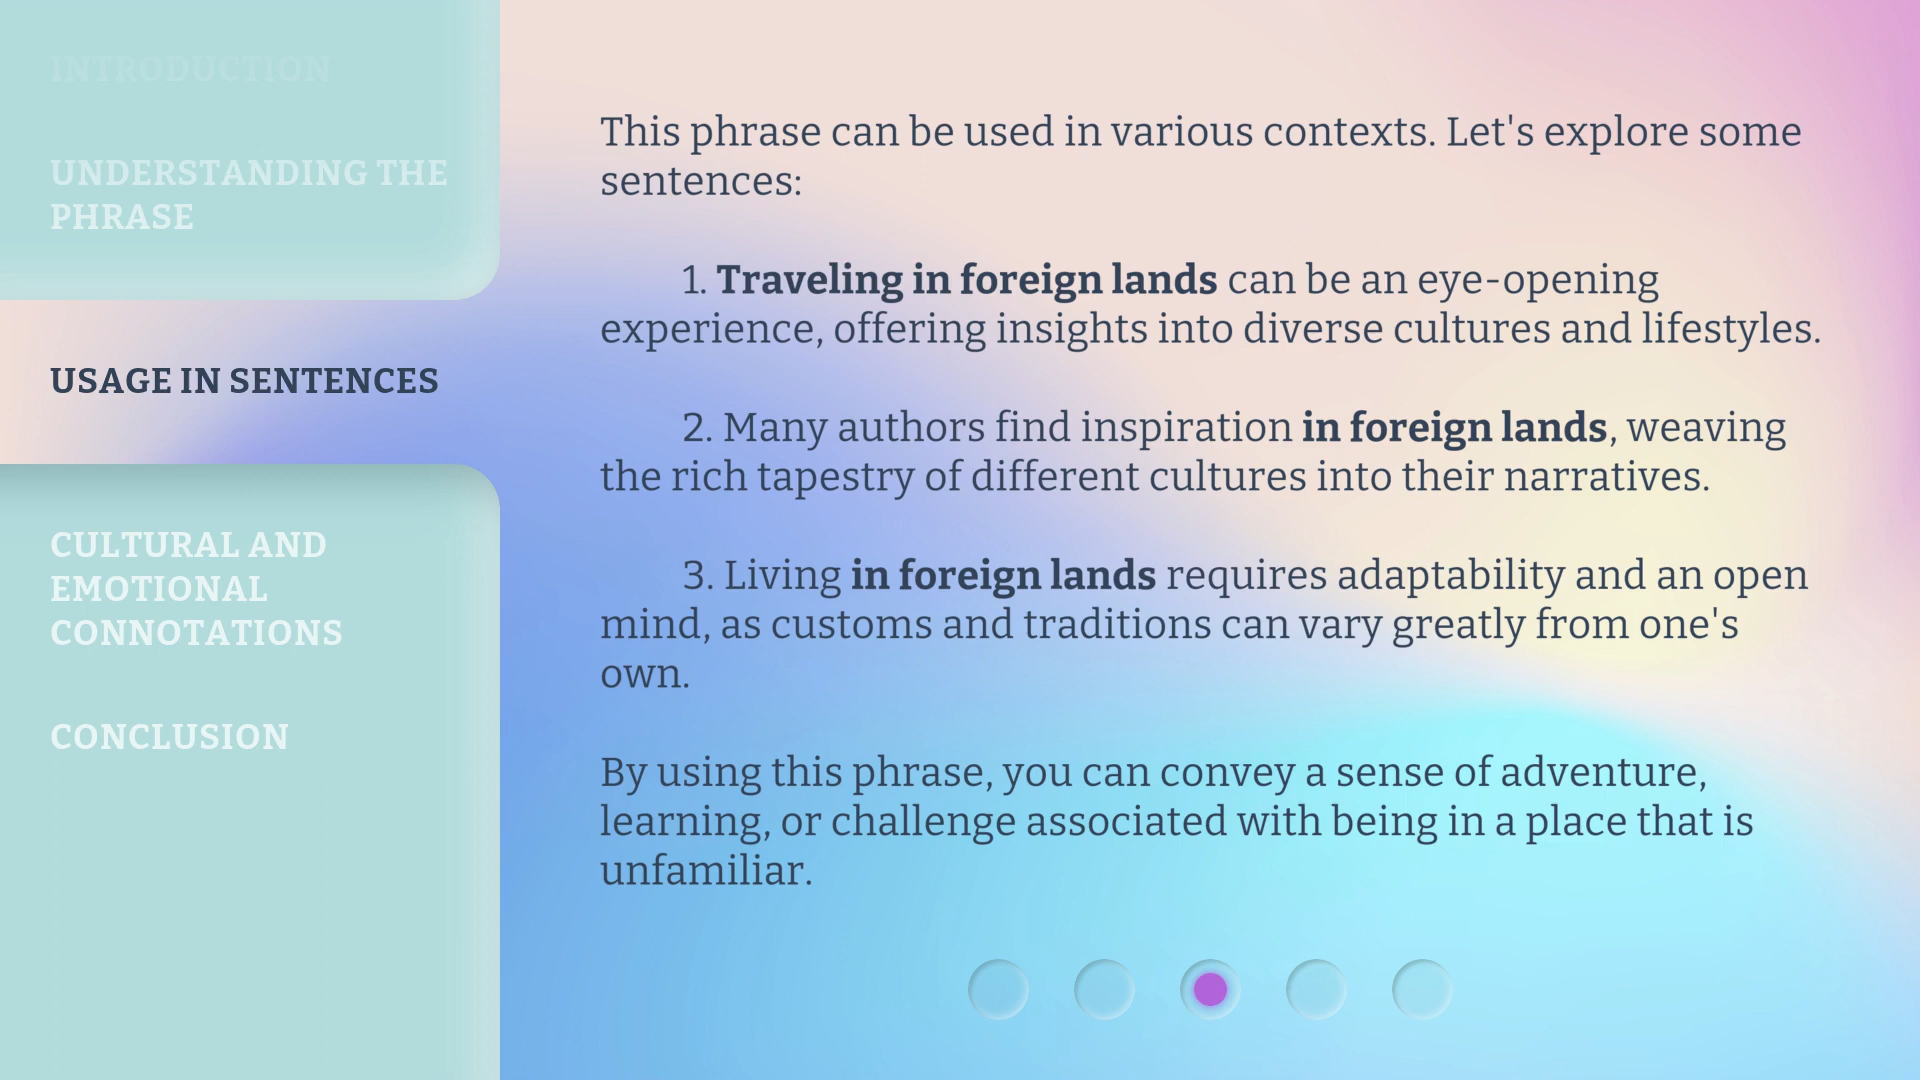 INTRODUCTION
UNDERSTANDING THE
PHRASE
USAGE IN SENTENCES
CULTURAL AND
EMOTIONAL
CONNOTATIONS
CONCLUSION
This phrase can be used in various contexts. Let's explore some
sentences:
1. Traveling in foreign lands can be an eye-opening
experience, offering insights into diverse cultures and lifestyles.
2. Many authors find inspiration in foreign lands, weaving
the rich tapestry of different cultures into their narratives.
3. Living in foreign lands requires adaptability and an open
mind, as customs and traditions can vary greatly from one's
own.
By using this phrase, you can convey a sense of adventure,
learning, or challenge associated with being in a place that is
unfamiliar.